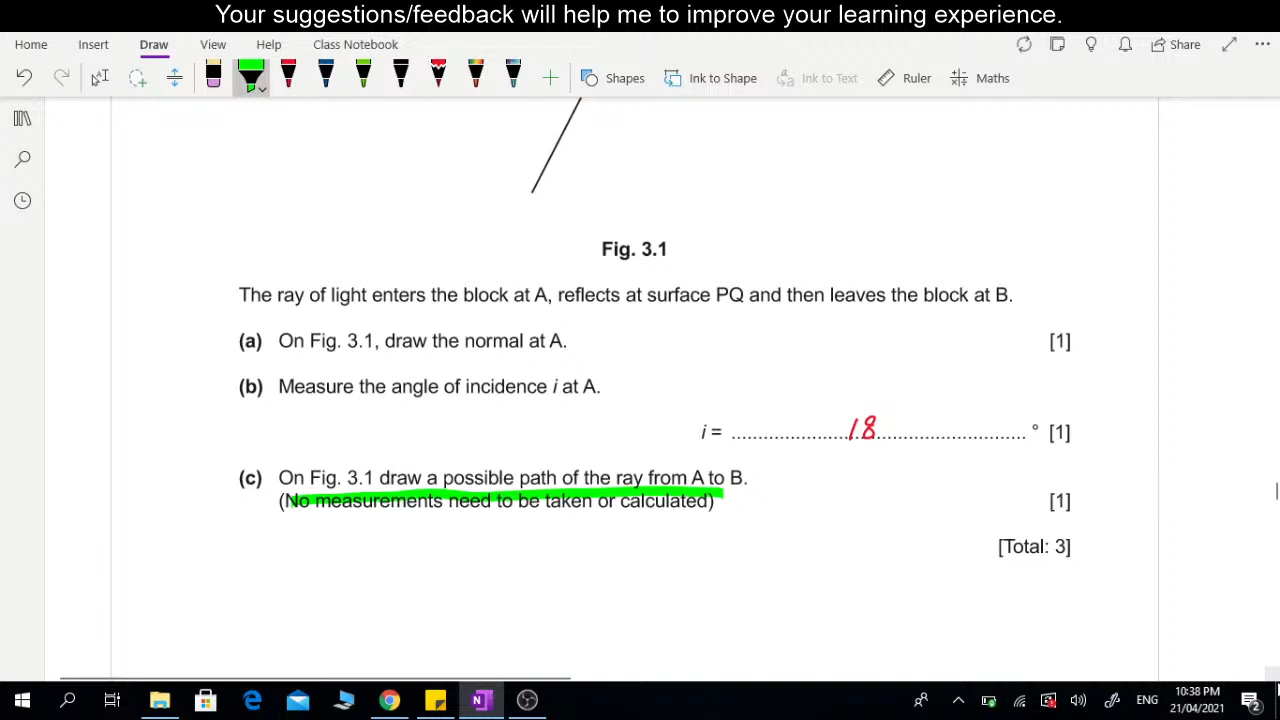 Your suggestions/feedback will help me to improve your learning experience.
Home Insert Draw View Help Class Notebook Share
Shapes Ink to Shape Ink to Text Ruler Maths
Fig. 3.1
The ray of light enters the block at A, reflects at surface PQ and then leaves the block at B.
(a) On Fig. 3.1, draw the normal at A. [1]
(b) Measure the angle of incidence i at A.
i = ........................18................................ ° [1]
(c) On Fig. 3.1 draw a possible path of the ray from A to B.
(No measurements need to be taken or calculated) [1]
[Total: 3]
ENG
10:38 PM
21/04/2021
2